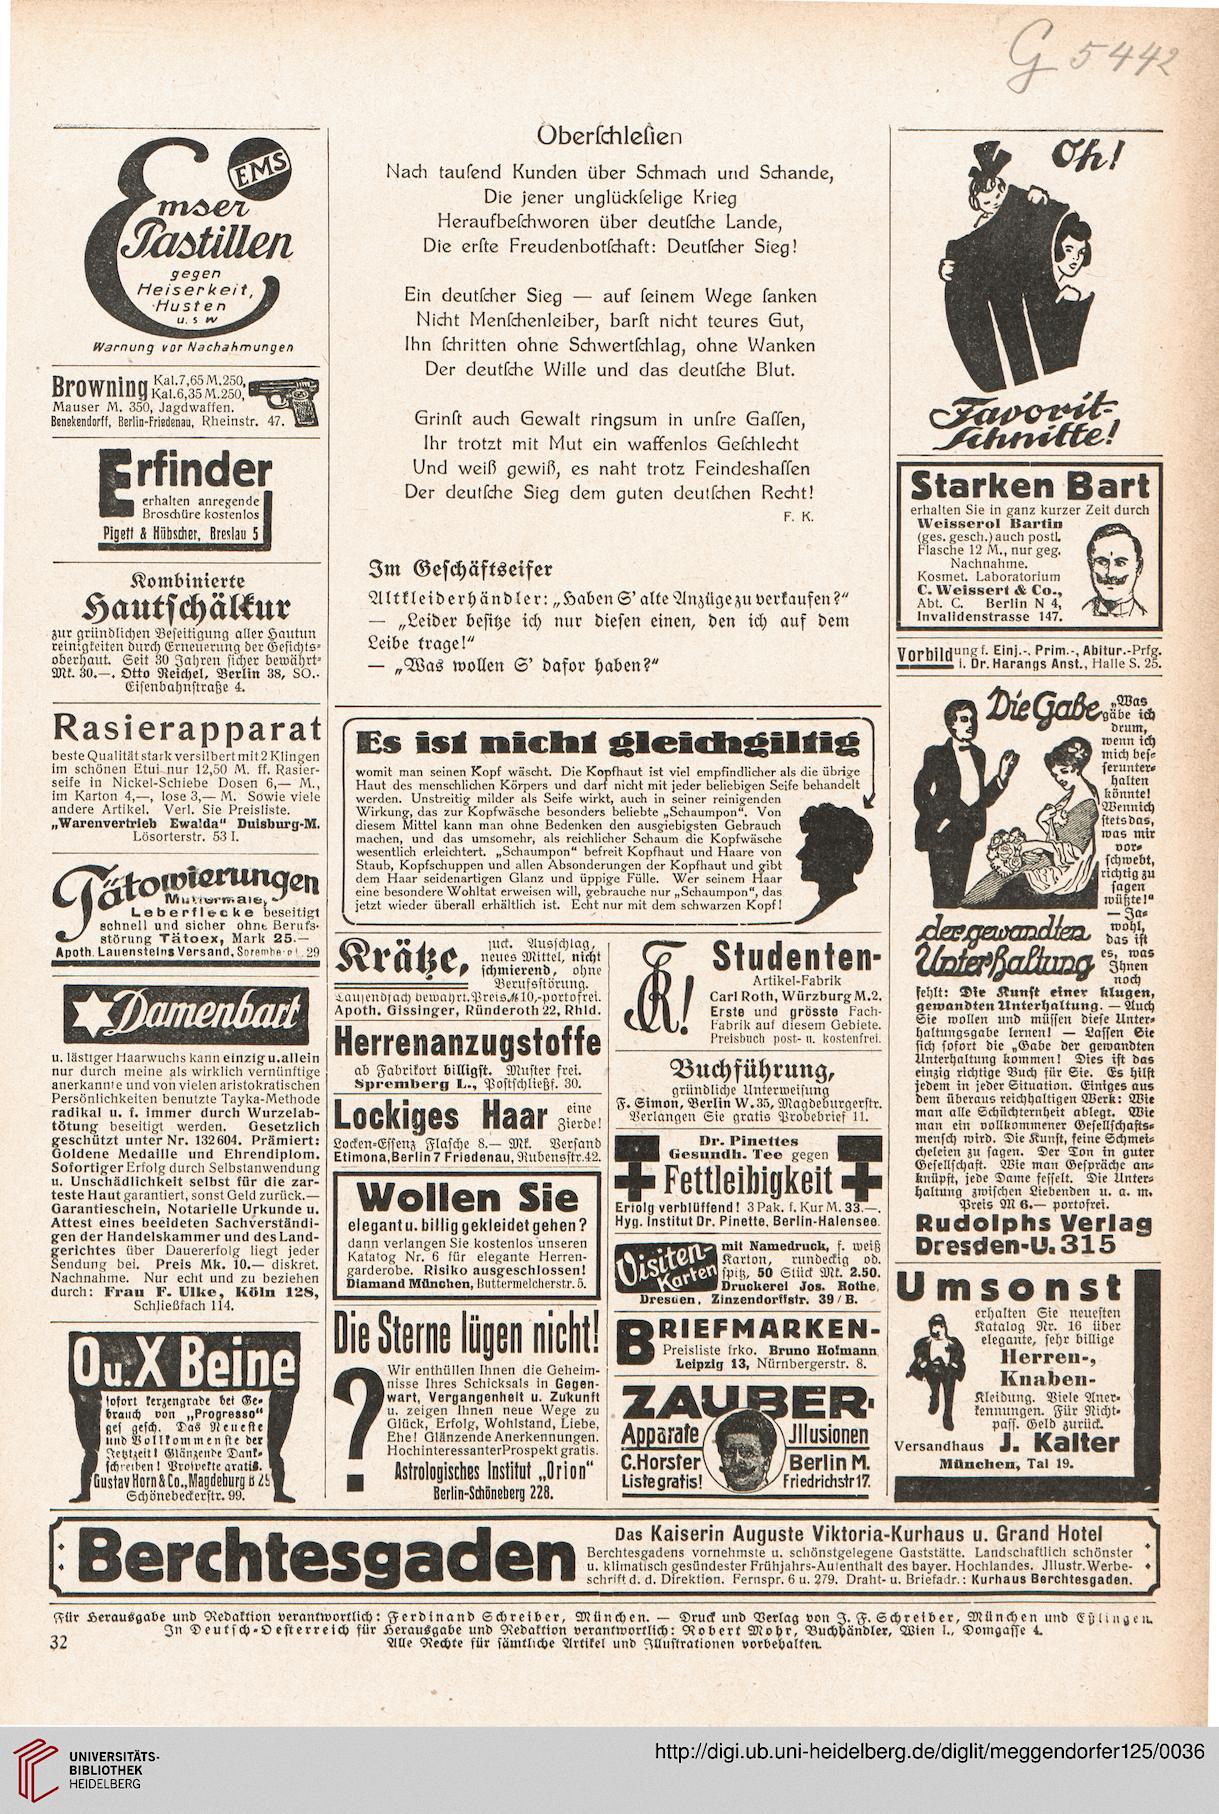 G 5442
EMS
Emser
Pastillen
gegen
Heiserkeit,
Husten
u. s w
Warnung vor Nachahmungen
Browning Kal. 7,65 M. 250,
Kal. 6,35 M. 250,
Mauser M. 350, Jagdwaffen.
Benekendorff, Berlin-Friedenau, Rheinstr. 47.
Erfinder
erhalten anregende
Broschüre kostenlos
Pigett & Hübscher, Breslau 5
Kombinierte
Hautschälkur
zur gründlichen Beseitigung aller Hautun
reinigkeiten durch Erneuerung der Gesichts-
oberhaut. Seit 30 Jahren sicher bewährt-
Mk. 30.—. Otto Reichel, Berlin 38, SO.
Eisenbahnstraße 4.
Rasierapparat
beste Qualität stark versilbert mit 2 Klingen
im schönen Etui nur 12,50 M. ff. Rasier-
seife in Nickel-Schiebe Dosen 6,— M.,
im Karton 4,—, lose 3,— M. Sowie viele
andere Artikel. Verl. Sie Preisliste.
„Warenvertrieb Ewalda“ Duisburg-M.
Lösorterstr. 53 I.
Tätowierungen
Muttermale,
Leberflecke beseitigt
schnell und sicher ohne Berufs-
störung Tätoex, Mark 25.—
Apoth. Lauensteins Versand, 29
Damenbart
u. lästiger Haarwuchs kann einzig u. allein
nur durch meine als wirklich vernünftige
anerkannte und von vielen aristokratischen
Persönlichkeiten benutzte Tayka-Methode
radikal u. f. immer durch Wurzelab-
tötung beseitigt werden. Gesetzlich
geschützt unter Nr. 132604. Prämiert:
Goldene Medaille und Ehrendiplom.
Sofortiger Erfolg durch Selbstanwendung
u. Unschädlichkeit selbst für die zar-
teste Haut garantiert, sonst Geld zurück.—
Garantieschein, Notarielle Urkunde u.
Attest eines beeideten Sachverständi-
gen der Handelskammer und des Land-
gerichtes über Dauererfolg liegt jeder
Sendung bei. Preis Mk. 10.— diskret.
Nachnahme. Nur echt und zu beziehen
durch: Frau F. Ulke, Köln 128,
Schließfach 114.
O u. X Beine
sofort kerzengrade bei Ge-
brauch von „Progresso“
ges gesch. Das Neueste
und Vollkommenste der
Jetztzeit! Glänzende Dank-
schreiben! Prospekte gratis.
Gustav Horn & Co., Magdeburg B 25
Schönebeckerstr. 99.
Oberschlesien
Nach tausend Kunden über Schmach und Schande,
Die jener unglückselige Krieg
Heraufbeschworen über deutsche Lande,
Die erste Freudenbotschaft: Deutscher Sieg!
Ein deutscher Sieg — auf seinem Wege sanken
Nicht Menschenleiber, barst nicht teures Gut,
Ihn schritten ohne Schwertschlag, ohne Wanken
Der deutsche Wille und das deutsche Blut.
Grinst auch Gewalt ringsum in unsre Gassen,
Ihr trotzt mit Mut ein waffenlos Geschlecht
Und weiß gewiß, es naht trotz Feindeshassen
Der deutsche Sieg dem guten deutschen Recht!
F. K.
Im Geschäftseifer
Altkleiderhändler: „Haben S' alte Anzüge zu verkaufen?“
— „Leider besitze ich nur diesen einen, den ich auf dem
Leibe trage!“
— „Was wollen S' dafor haben?“
Es ist nicht gleichgiltig
womit man seinen Kopf wäscht. Die Kopfhaut ist viel empfindlicher als die übrige
Haut des menschlichen Körpers und darf nicht mit jeder beliebigen Seife behandelt
werden. Unstreitig milder als Seife wirkt, auch in seiner reinigenden
Wirkung, das zur Kopfwäsche besonders beliebte „Schaumpon“. Von
diesem Mittel kann man ohne Bedenken den ausgiebigsten Gebrauch
machen, und das umsomehr, als reichlicher Schaum die Kopfwäsche
wesentlich erleichtert. „Schaumpon“ befreit Kopfhaut und Haare von
Staub, Kopfschuppen und allen Absonderungen der Kopfhaut und gibt
dem Haar seidenartigen Glanz und üppige Fülle. Wer seinem Haar
eine besondere Wohltat erweisen will, gebrauche nur „Schaumpon“, das
jetzt wieder überall erhältlich ist. Echt nur mit dem schwarzen Kopf!
Krätze, juck. Ausschlag,
neues Mittel, nicht
schmierend, ohne
Berufsstörung.
Tausendfach bewährt. Preis M 10,- portofrei.
Apoth. Gissinger, Ründeroth 22, Rhld.
Herrenanzugstoffe
ab Fabrikort billigst. Muster frei.
Spremberg L., Postschließf. 30.
Lockiges Haar eine
Zierde!
Locken-Essenz Flasche 8.— Mk. Versand
Etimona, Berlin 7 Friedenau, Rubensstr. 42.
Wollen Sie
elegant u. billig gekleidet gehen?
dann verlangen Sie kostenlos unseren
Katalog Nr. 6 für elegante Herren-
garderobe. Risiko ausgeschlossen!
Diamand München, Buttermelcherstr. 5.
Die Sterne lügen nicht!
?
Wir enthüllen Ihnen die Geheim-
nisse Ihres Schicksals in Gegen-
wart, Vergangenheit u. Zukunft
u. zeigen Ihnen neue Wege zu
Glück, Erfolg, Wohlstand, Liebe,
Ehe! Glänzende Anerkennungen.
Hochinteressanter Prospekt gratis.
Astrologisches Institut „Orion“
Berlin-Schöneberg 228.
Studenten-
Artikel-Fabrik
Carl Roth, Würzburg M. 2.
Erste und grösste Fach-
Fabrik auf diesem Gebiete.
Preisbuch post- u. kostenfrei.
Buchführung,
gründliche Unterweisung
F. Simon, Berlin W. 35, Magdeburgerstr.
Verlangen Sie gratis Probebrief 11.
Dr. Pinettes
Gesundh. Tee gegen
Fettleibigkeit
Erfolg verblüffend! 3 Pak. f. Kur M. 33.—.
Hyg. Institut Dr. Pinette, Berlin-Halensee.
Visiten-
Karten
mit Namedruck, f. weiß
Karton, rundeckig od.
spitz, 50 Stück Mk. 2.50.
Druckerei Jos. Rothe,
Dresden, Zinzendorffstr. 39/B.
BRIEFMARKEN-
Preisliste frko. Bruno Hofmann
Leipzig 13, Nürnbergerstr. 8.
ZAUBER-
Apparate
Jllusionen
C. Horster
Berlin M.
Liste gratis!
Friedrichstr 17.
Oh!
Favorit-
Schnitte!
Starken Bart
erhalten Sie in ganz kurzer Zeit durch
Weisserol Bartin
(ges. gesch.) auch postl.
Flasche 12 M., nur geg.
Nachnahme.
Kosmet. Laboratorium
C. Weissert & Co.,
Abt. C. Berlin N 4,
Invalidenstrasse 147.
Vorbildung f. Einj.-, Prim.-, Abitur.-Prfg.
i. Dr. Harangs Anst., Halle S. 25.
Die Gabe
der gewandten
Unterhaltung
„Was
gäbe ich
drum,
wenn ich
mich bes-
ser unter-
halten
könnte!
Wenn ich
stets das,
was mir
vor-
schwebt,
richtig zu
sagen
wüßte!“
— Ja-
wohl,
das ist
es, was
Ihnen
noch
fehlt: Die Kunst einer klugen,
gewandten Unterhaltung. — Auch
Sie wollen und müssen diese Unter-
haltungsgabe lernen! — Lassen Sie
sich sofort die „Gabe der gewandten
Unterhaltung kommen! Dies ist das
einzig richtige Buch für Sie. Es hilft
jedem in jeder Situation. Einiges aus
dem überaus reichhaltigen Werk: Wie
man alle Schüchternheit ablegt. Wie
man ein vollkommener Gesellschafts-
mensch wird. Die Kunst, feine Schmei-
cheleien zu sagen. Der Ton in guter
Gesellschaft. Wie man Gespräche an-
knüpft, jede Dame fesselt. Die Unter-
haltung zwischen Liebenden u. a. m.
Preis M 6.— portofrei.
Rudolphs Verlag
Dresden-U. 315
Umsonst
erhalten Sie neuesten
Katalog Nr. 16 über
elegante, sehr billige
Herren-,
Knaben-
Kleidung. Viele Aner-
kennungen. Für Nicht-
pass. Geld zurück.
Versandhaus J. Kalter
München, Tal 19.
Berchtesgaden
Das Kaiserin Auguste Viktoria-Kurhaus u. Grand Hotel
Berchtesgadens vornehmste u. schönstgelegene Gaststätte. Landschaftlich schönster
u. klimatisch gesündester Frühjahrs-Aufenthalt des bayer. Hochlandes. Jllustr. Werbe-
schrift d. d. Direktion. Fernspr. 6 u. 279. Draht- u. Briefadr.: Kurhaus Berchtesgaden.
Für Herausgabe und Redaktion verantwortlich: Ferdinand Schreiber, München. — Druck und Verlag von J. F. Schreiber, München und Eßlingen.
In Deutsch-Oesterreich für Herausgabe und Redaktion verantwortlich: Robert Mohr, Buchhändler, Wien I., Domgasse 4.
Alle Rechte für sämtliche Artikel und Illustrationen vorbehalten.
32
UNIVERSITÄTS-
BIBLIOTHEK
HEIDELBERG
http://digi.ub.uni-heidelberg.de/diglit/meggendorfer125/0036